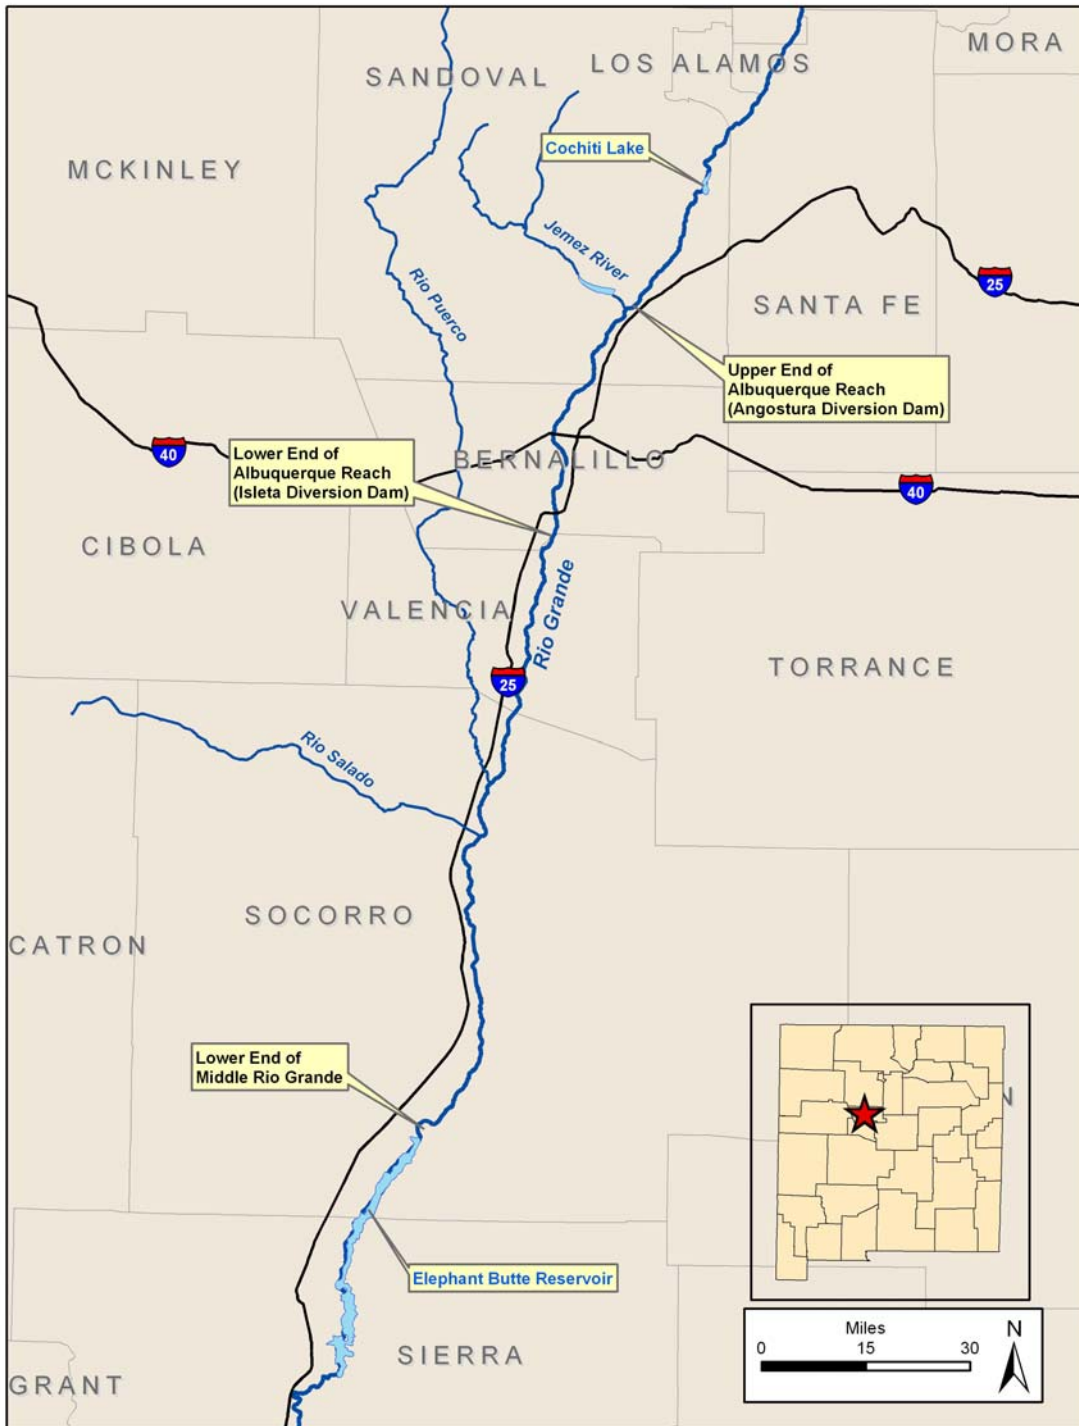 MORA
LOS ALAMOS
SANDOVAL
Cochiti Lake
MCKINLEY
Jemez River
Rio Puerco
25
SANTA FE
Upper End of
Albuquerque Reach
(Angostura Diversion Dam)
40
Lower End of
Albuquerque Reach
(Isleta Diversion Dam)
BERNALILLO
40
CIBOLA
VALENCIA
Rio Grande
TORRANCE
25
Rio Salado
SOCORRO
CATRON
Lower End of
Middle Rio Grande
N
Elephant Butte Reservoir
Miles
0 15 30
N
SIERRA
GRANT